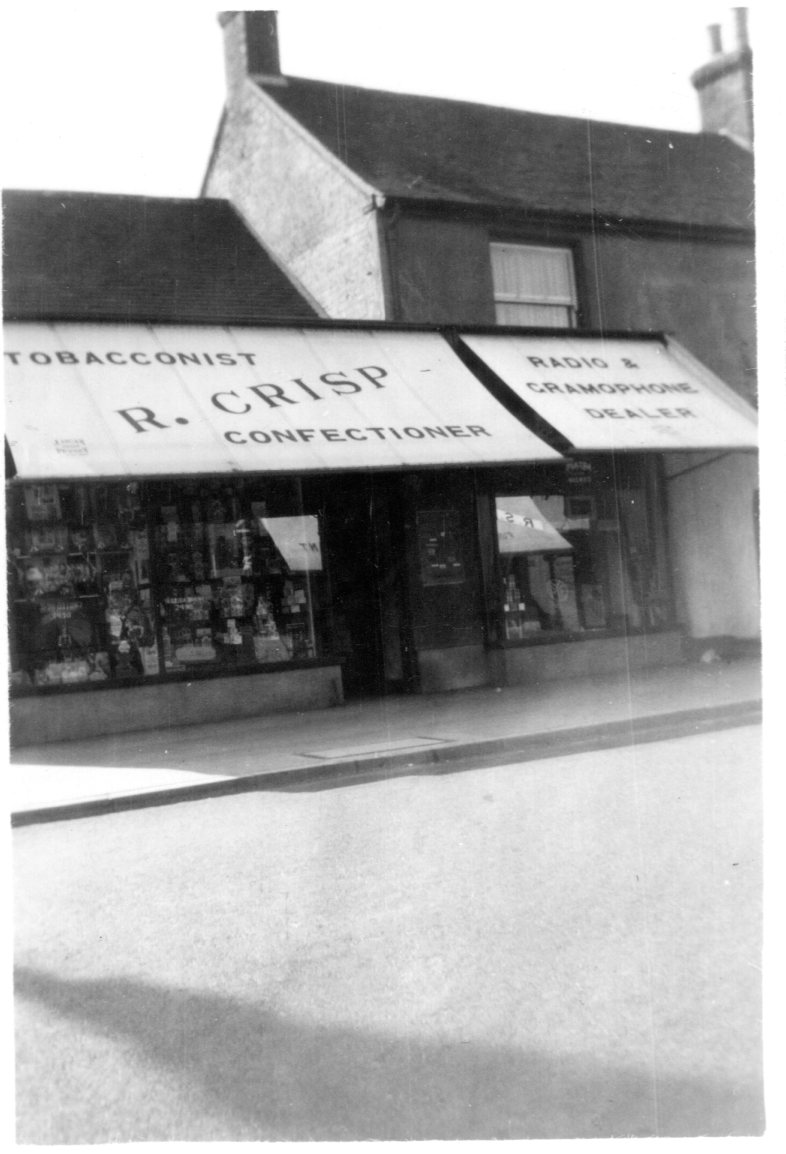 TOBACCONIST
R. CRISP
CONFECTIONER
RADIO &
GRAMOPHONE
DEALER